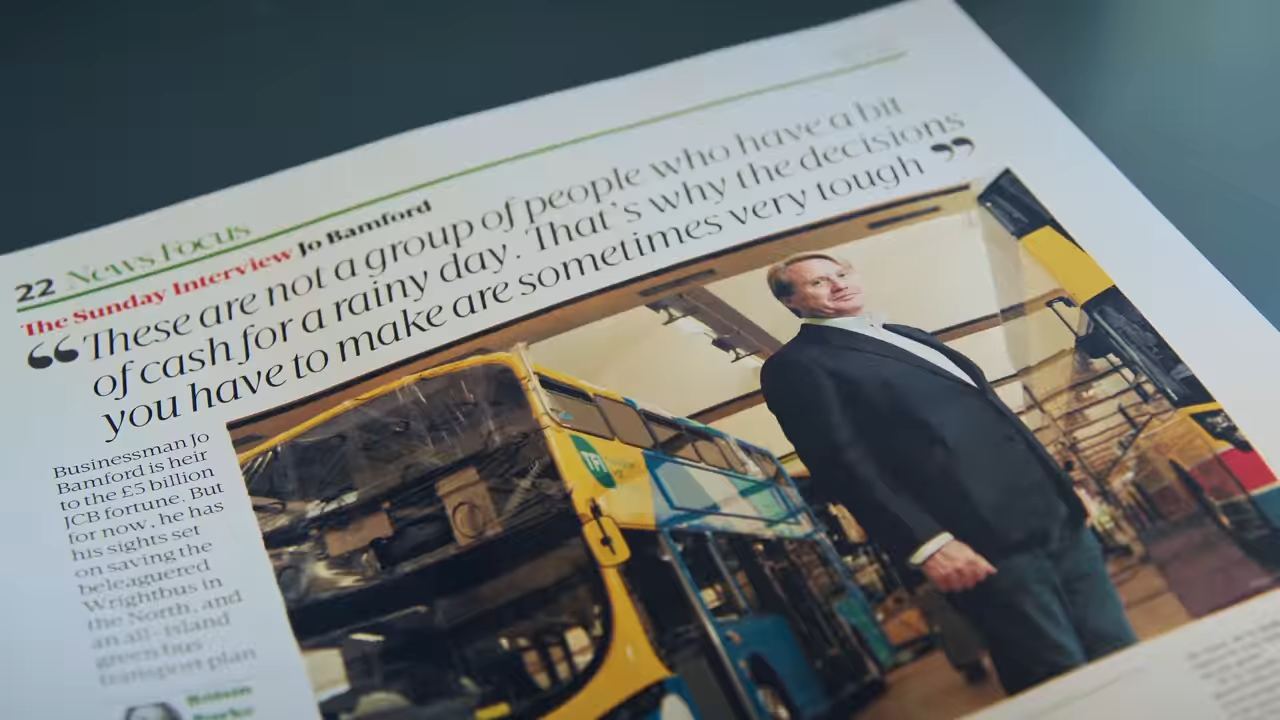 22 News Focus
The Sunday Interview Jo Bamford
“These are not a group of people who have a bit
of cash for a rainy day. That's why the decisions
you have to make are sometimes very tough”
Businessman Jo
Bamford is heir
to the £5 billion
JCB fortune. But
for now, he has
his sights set
on saving the
beleaguered
Wrightbus in
the North, and
an all-island
green bus
transport plan
TFI